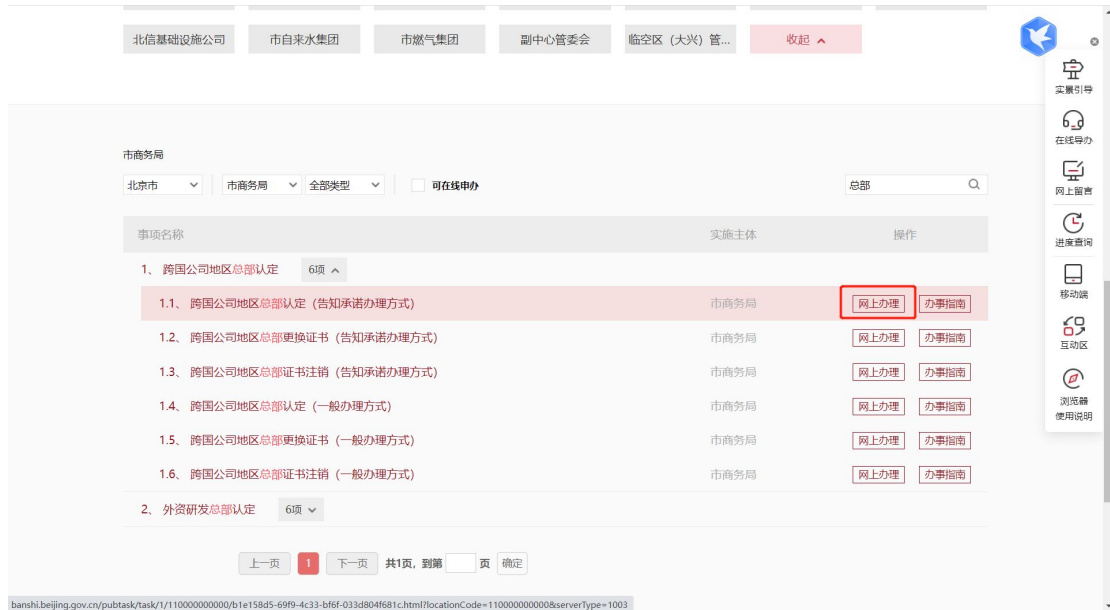 北信基础设施公司 市自来水集团 市燃气集团 副中心管委会 临空区（大兴）管... 收起
实景引导
在线导办
网上留言
进度查询
移动端
互动区
浏览器
使用说明
市商务局
北京市 市商务局 全部类型 可在线申办 总部
事项名称 实施主体 操作
1、 跨国公司地区总部认定 6项
1.1、 跨国公司地区总部认定（告知承诺办理方式） 市商务局 网上办理 办事指南
1.2、 跨国公司地区总部更换证书（告知承诺办理方式） 市商务局 网上办理 办事指南
1.3、 跨国公司地区总部证书注销（告知承诺办理方式） 市商务局 网上办理 办事指南
1.4、 跨国公司地区总部认定（一般办理方式） 市商务局 网上办理 办事指南
1.5、 跨国公司地区总部更换证书（一般办理方式） 市商务局 网上办理 办事指南
1.6、 跨国公司地区总部证书注销（一般办理方式） 市商务局 网上办理 办事指南
2、 外资研发总部认定 6项
上一页 1 下一页 共1页, 到第 页 确定
banshi.beijing.gov.cn/pubtask/task/1/110000000000/b1e158d5-69f9-4c33-bf6f-033d804f681c.html?locationCode=110000000000&serverType=1003